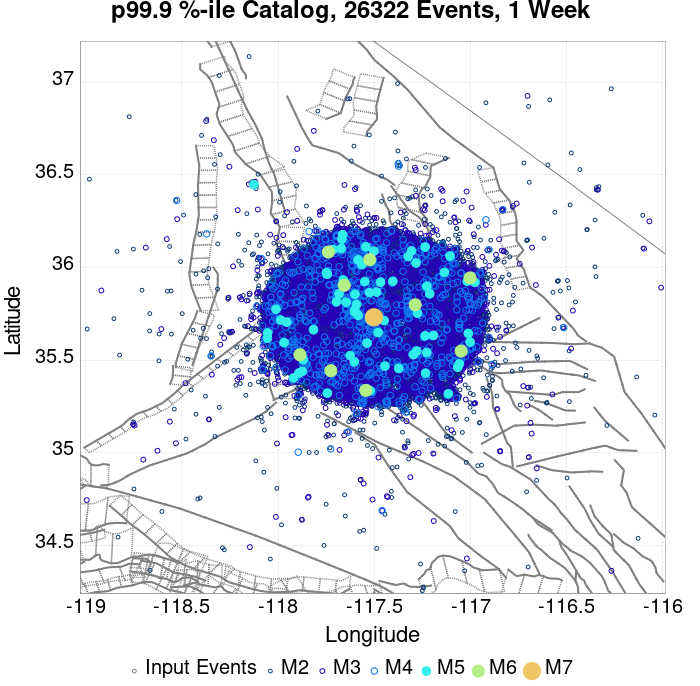 p99.9 %-ile Catalog, 26322 Events, 1 Week
37
36.5
36
35.5
35
34.5
Latitude
-119 -118.5 -118 -117.5 -117 -116.5 -116
Longitude
Input Events M2 M3 M4 M5 M6 M7